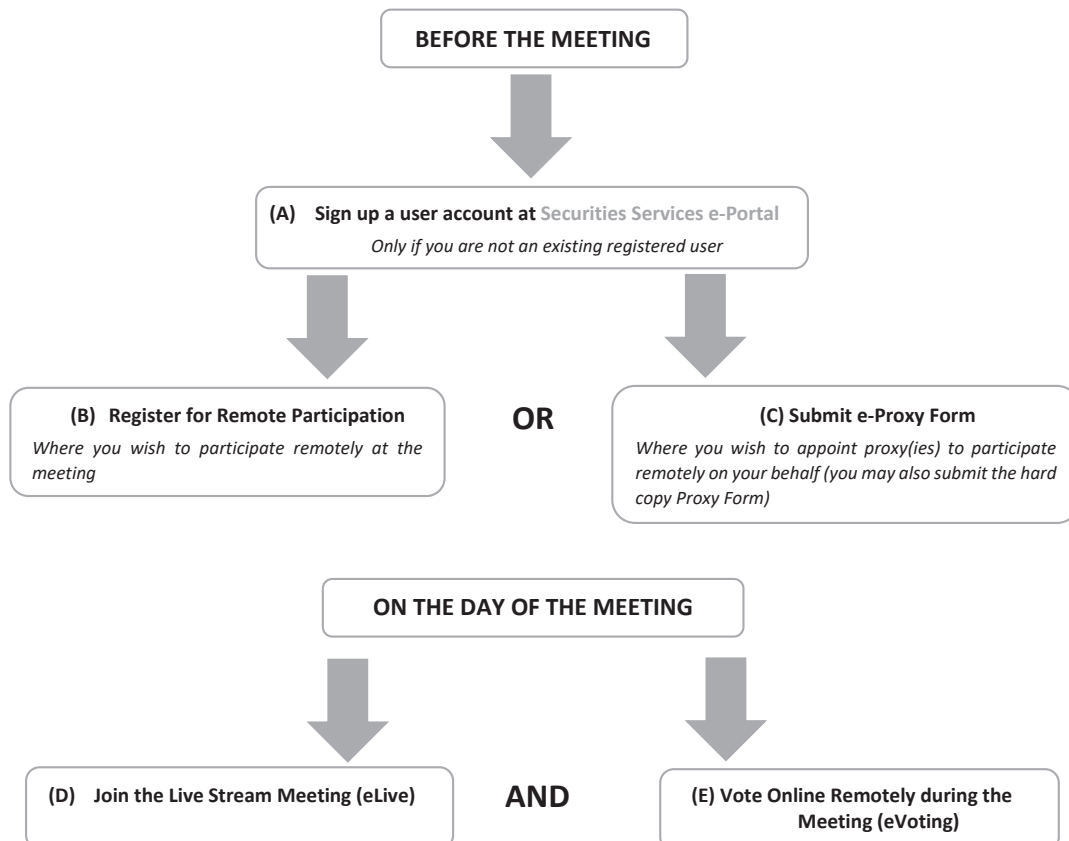 BEFORE THE MEETING
(A) Sign up a user account at Securities Services e-Portal
Only if you are not an existing registered user
(B) Register for Remote Participation
Where you wish to participate remotely at the
meeting
OR
(C) Submit e-Proxy Form
Where you wish to appoint proxy(ies) to participate
remotely on your behalf (you may also submit the hard
copy Proxy Form)
ON THE DAY OF THE MEETING
(D) Join the Live Stream Meeting (eLive)
AND
(E) Vote Online Remotely during the
Meeting (eVoting)